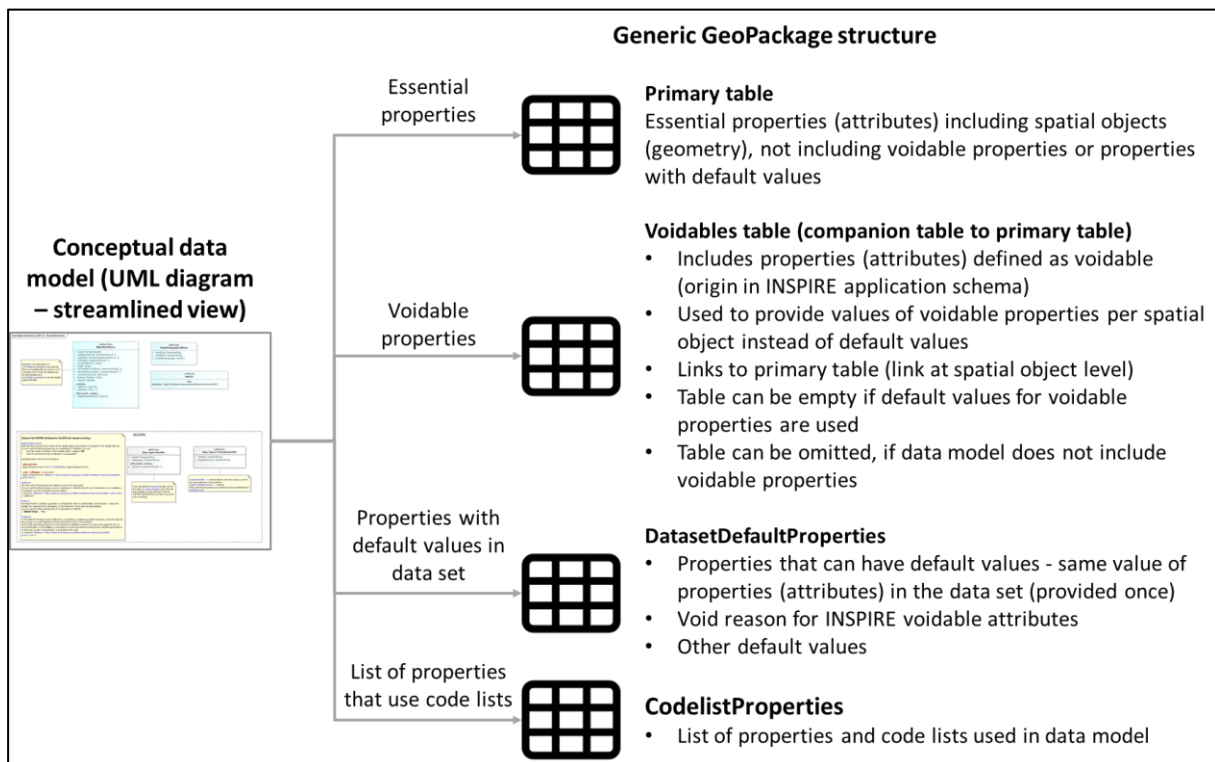 Generic GeoPackage structure
Essential
properties
Primary table
Essential properties (attributes) including spatial objects
(geometry), not including voidable properties or properties
with default values
Conceptual data
model (UML diagram
– streamlined view)
Voidable
properties
Voidables table (companion table to primary table)
• Includes properties (attributes) defined as voidable
(origin in INSPIRE application schema)
• Used to provide values of voidable properties per spatial
object instead of default values
• Links to primary table (link at spatial object level)
• Table can be empty if default values for voidable
properties are used
• Table can be omitted, if data model does not include
voidable properties
Properties with
default values in
data set
DatasetDefaultProperties
• Properties that can have default values - same value of
properties (attributes) in the data set (provided once)
• Void reason for INSPIRE voidable attributes
• Other default values
List of properties
that use code lists
CodelistProperties
• List of properties and code lists used in data model